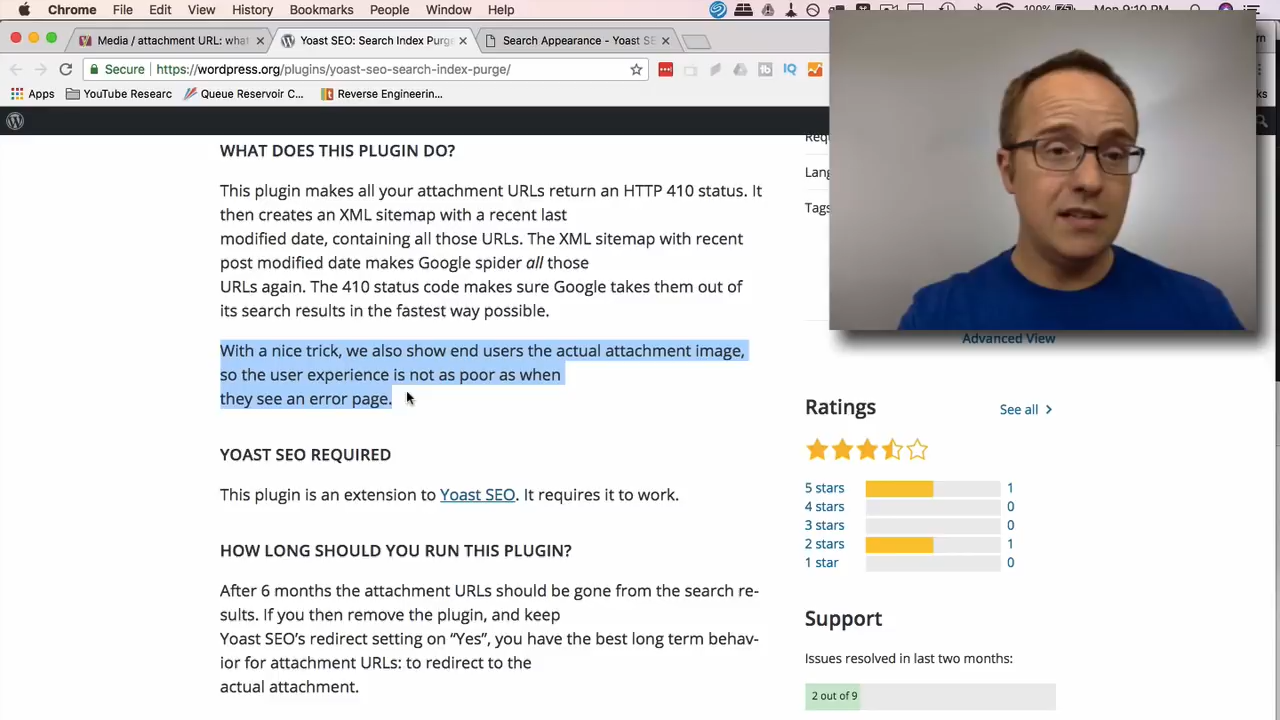 Chrome File Edit View History Bookmarks People Window Help 100% Mon 9:10 PM
Media / attachment URL: what
Yoast SEO: Search Index Purge
Search Appearance - Yoast SE
Secure https://wordpress.org/plugins/yoast-seo-search-index-purge/
Apps YouTube Researc Queue Reservoir C... Reverse Engineerin...
WHAT DOES THIS PLUGIN DO?
This plugin makes all your attachment URLs return an HTTP 410 status. It
then creates an XML sitemap with a recent last
modified date, containing all those URLs. The XML sitemap with recent
post modified date makes Google spider all those
URLs again. The 410 status code makes sure Google takes them out of
its search results in the fastest way possible.
With a nice trick, we also show end users the actual attachment image,
so the user experience is not as poor as when
they see an error page.
YOAST SEO REQUIRED
This plugin is an extension to Yoast SEO. It requires it to work.
HOW LONG SHOULD YOU RUN THIS PLUGIN?
After 6 months the attachment URLs should be gone from the search re-
sults. If you then remove the plugin, and keep
Yoast SEO’s redirect setting on “Yes”, you have the best long term behav-
ior for attachment URLs: to redirect to the
actual attachment.
Lang
Tags
Advanced View
Ratings See all
5 stars 1
4 stars 0
3 stars 0
2 stars 1
1 star 0
Support
Issues resolved in last two months:
2 out of 9